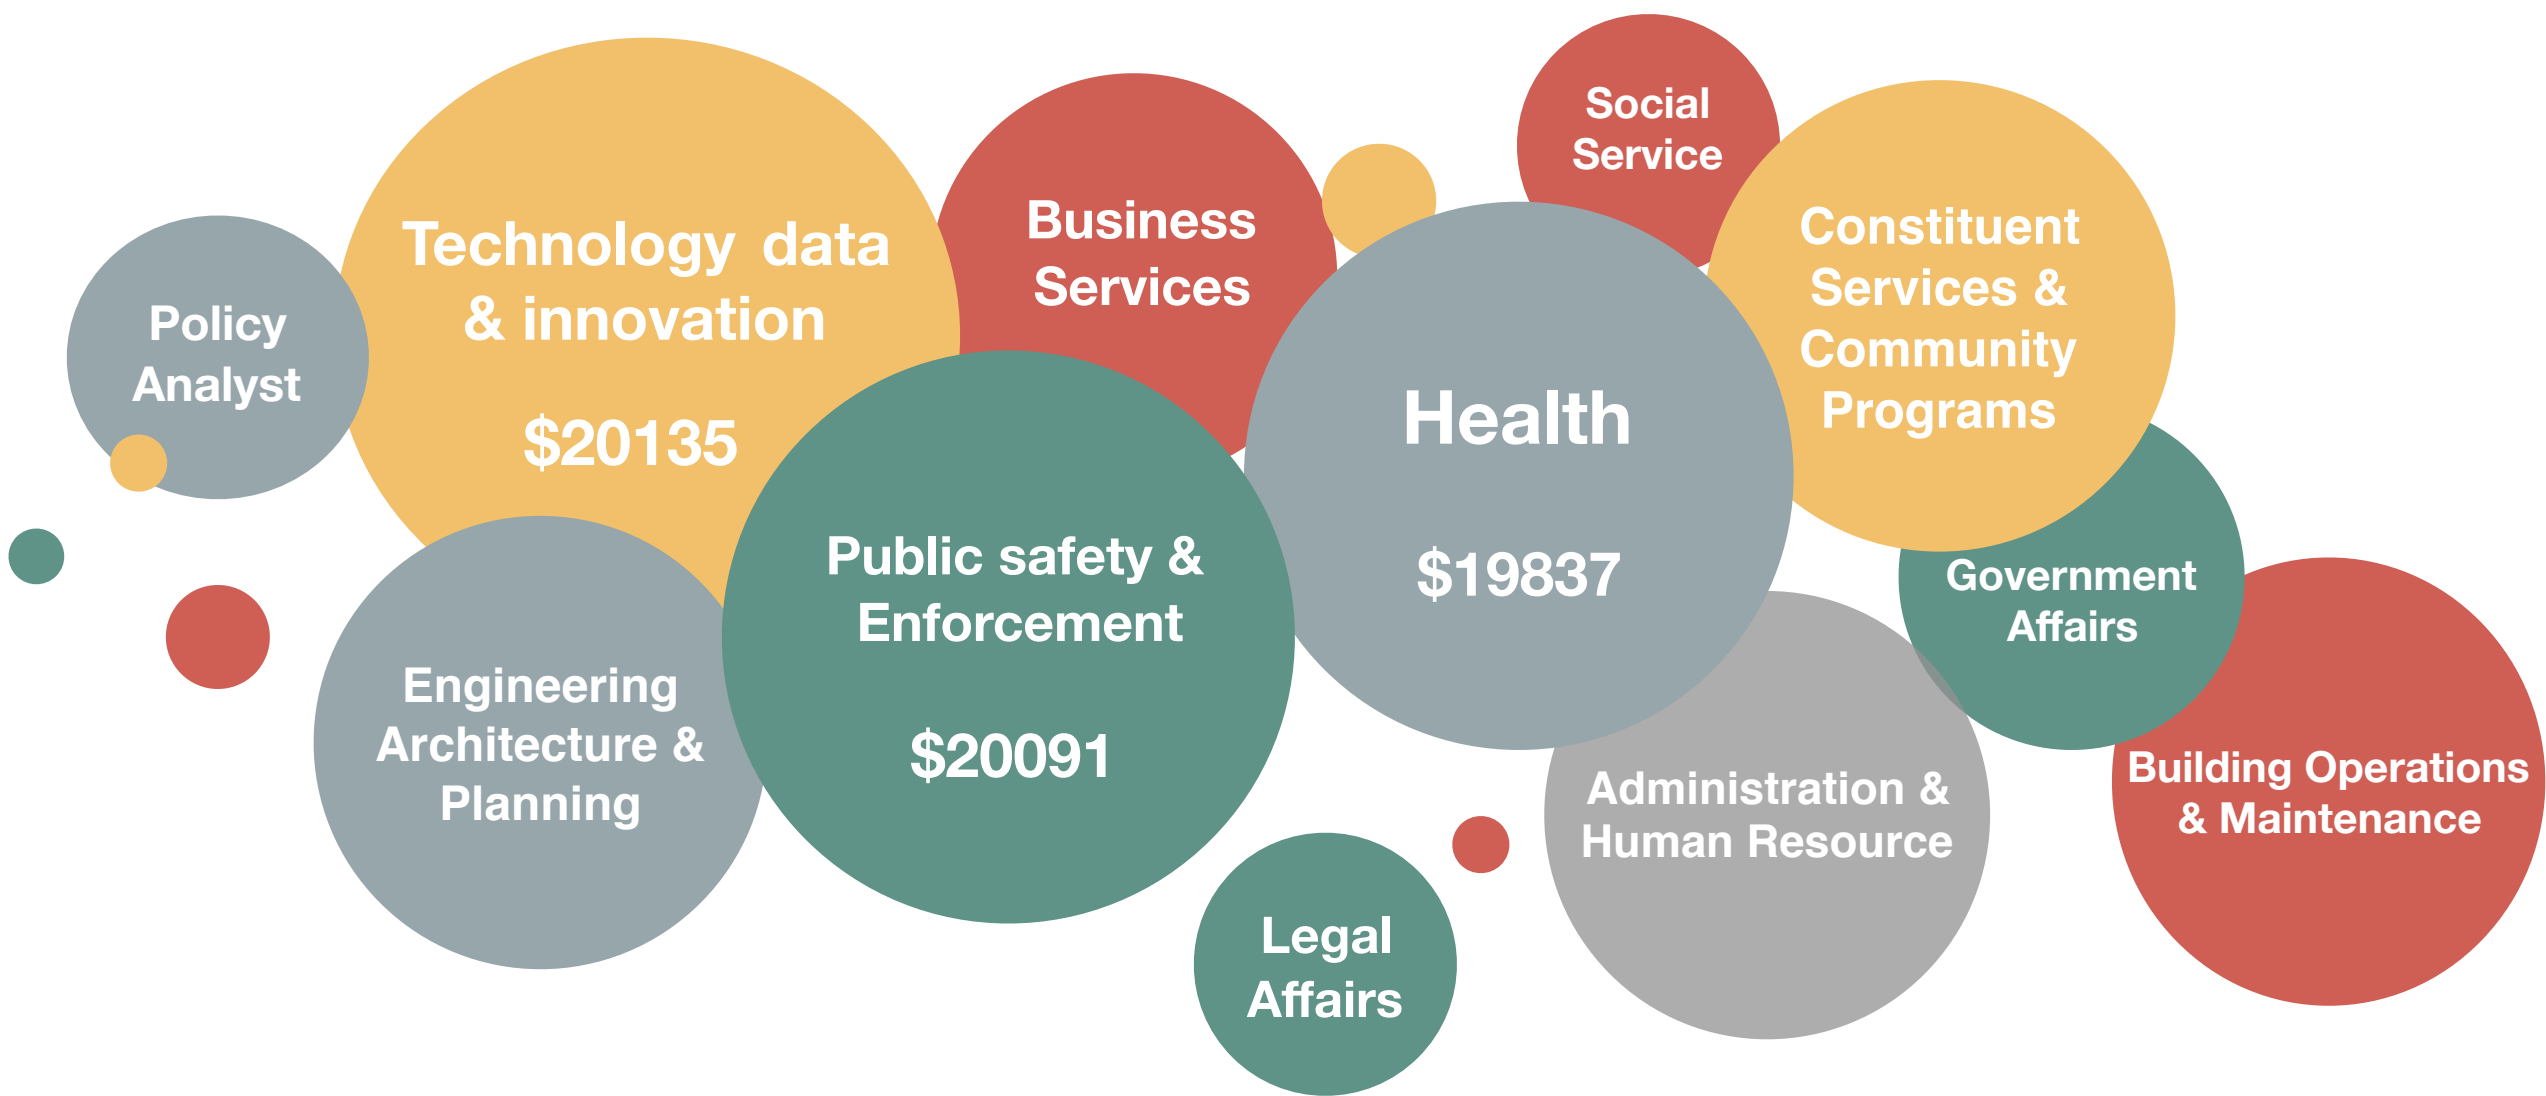 Policy
Analyst
Technology data
& innovation
$20135
Business
Services
Social
Service
Constituent
Services &
Community
Programs
Health
$19837
Public safety &
Enforcement
$20091
Engineering
Architecture &
Planning
Government
Affairs
Building Operations
& Maintenance
Administration &
Human Resource
Legal
Affairs